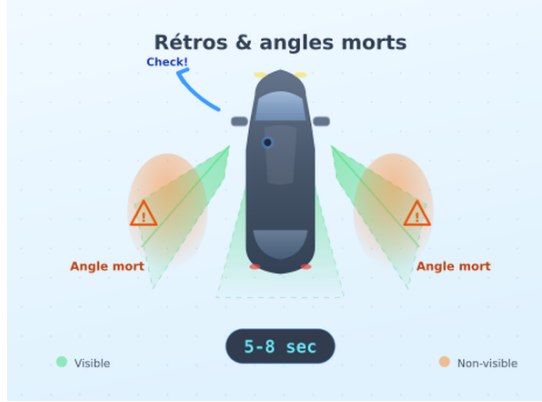 Rétros & angles morts
Check!
!
!
Angle mort
Angle mort
5-8 sec
Visible
Non-visible